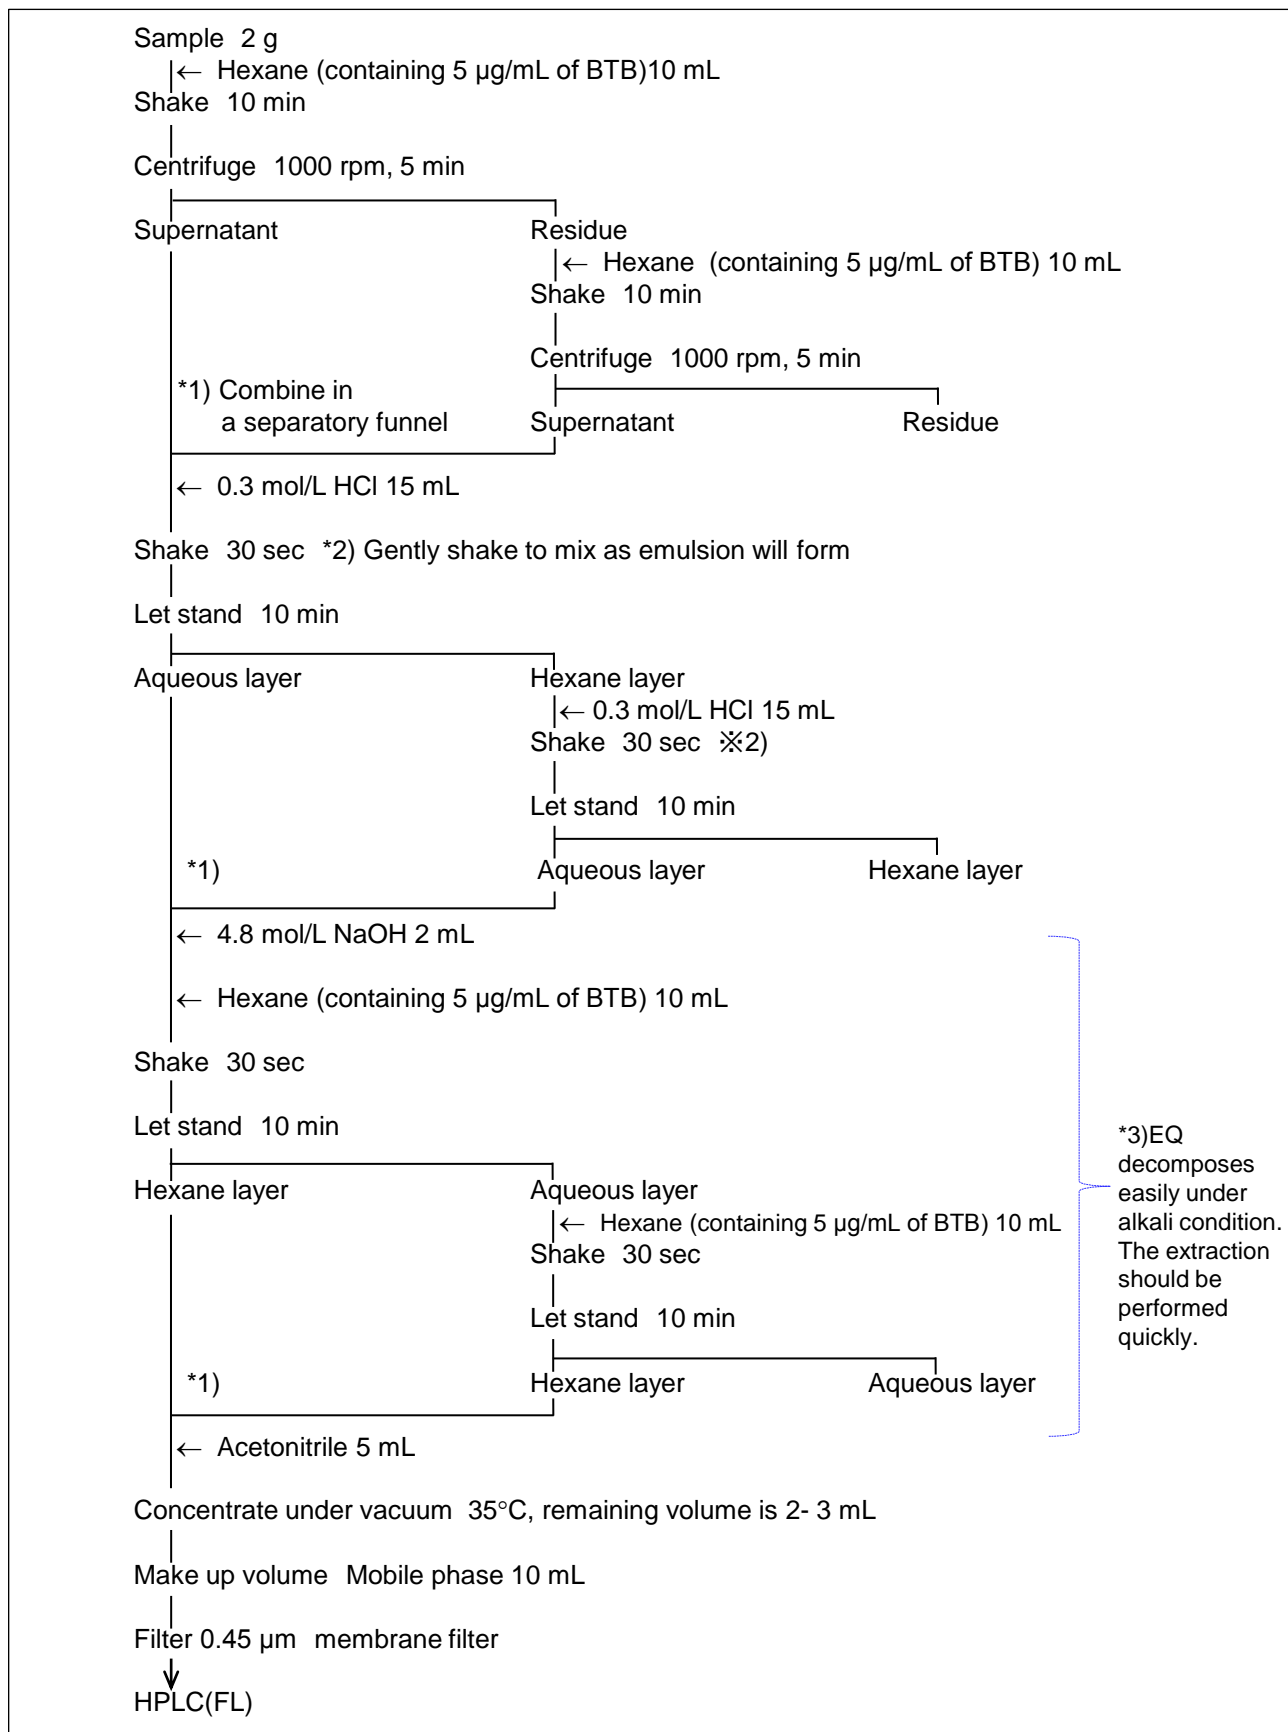 Sample 2 g
← Hexane (containing 5 µg/mL of BTB)10 mL
Shake 10 min
Centrifuge 1000 rpm, 5 min
Supernatant Residue
← Hexane (containing 5 µg/mL of BTB) 10 mL
Shake 10 min
Centrifuge 1000 rpm, 5 min
*1) Combine in
a separatory funnel Supernatant Residue
← 0.3 mol/L HCl 15 mL
Shake 30 sec *2) Gently shake to mix as emulsion will form
Let stand 10 min
Aqueous layer Hexane layer
← 0.3 mol/L HCl 15 mL
Shake 30 sec ※2)
Let stand 10 min
*1) Aqueous layer Hexane layer
← 4.8 mol/L NaOH 2 mL
← Hexane (containing 5 µg/mL of BTB) 10 mL
Shake 30 sec
Let stand 10 min
Hexane layer Aqueous layer
← Hexane (containing 5 µg/mL of BTB) 10 mL
Shake 30 sec
Let stand 10 min
*1) Hexane layer Aqueous layer
*3)EQ
decomposes
easily under
alkali condition.
The extraction
should be
performed
quickly.
← Acetonitrile 5 mL
Concentrate under vacuum 35°C, remaining volume is 2- 3 mL
Make up volume Mobile phase 10 mL
Filter 0.45 µm membrane filter
HPLC(FL)